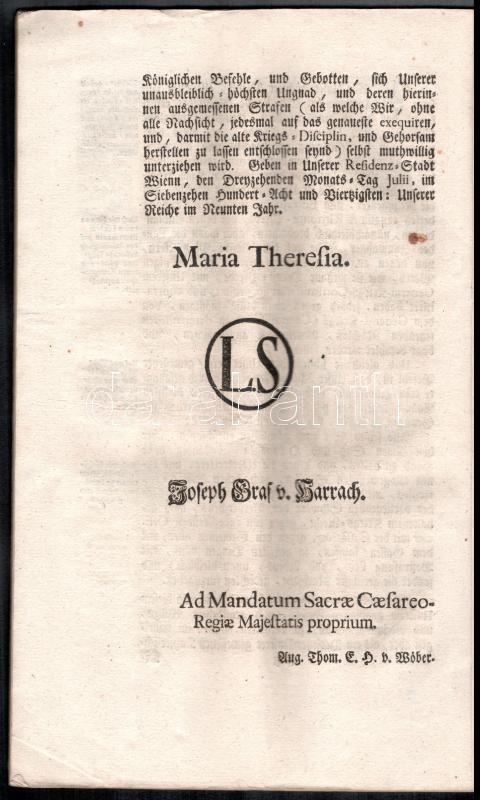 Königlichen Befehle, und Gebotten, sich Unserer
unausbleiblich-höchsten Ungnad, und deren hierin-
nen ausgemessenen Strafen (als welche Wir, ohne
alle Nachsicht, jedesmal auf das genaueste exequiren,
und, darmit die alte Kriegs-Disciplin, und Gehorsam
herstellen zu lassen entschlossen seynd) selbst muthwillig
unterziehen wird. Geben in Unserer Residenz-Stadt
Wienn, den Dreyzehenden Monats-Tag Julii, im
Siebenzehen Hundert-Acht und Viertzigsten: Unserer
Reiche im Neunten Jahr.
Maria Theresia.
LS
darabanth
Joseph Graf v. Harrach.
Ad Mandatum Sacræ Cæsareo-
Regiæ Majestatis proprium.
Aug. Thom. E. H. v. Wöber.